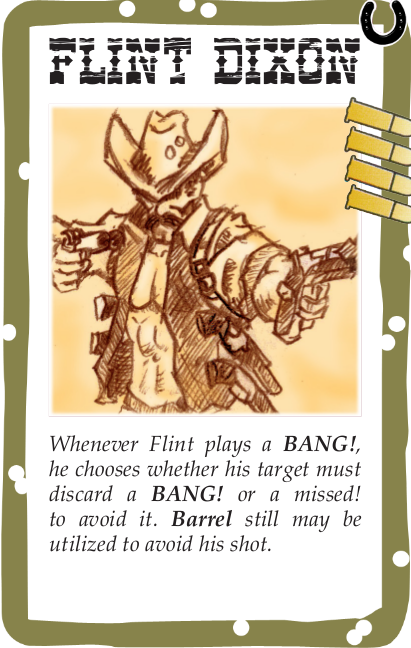 FLINT DIXON
Whenever Flint plays a BANG!,
he chooses whether his target must
discard a BANG! or a missed!
to avoid it. Barrel still may be
utilized to avoid his shot.